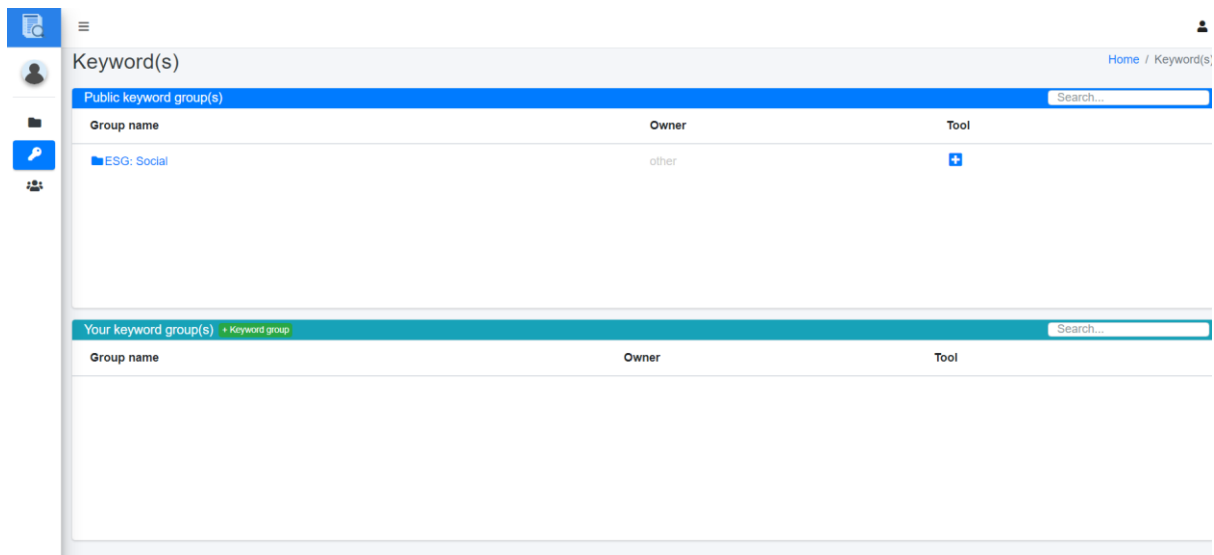 Keyword(s)
Home / Keyword(s)
Public keyword group(s)
Search...
Group name Owner Tool
ESG: Social other
Your keyword group(s) + Keyword group
Search...
Group name Owner Tool